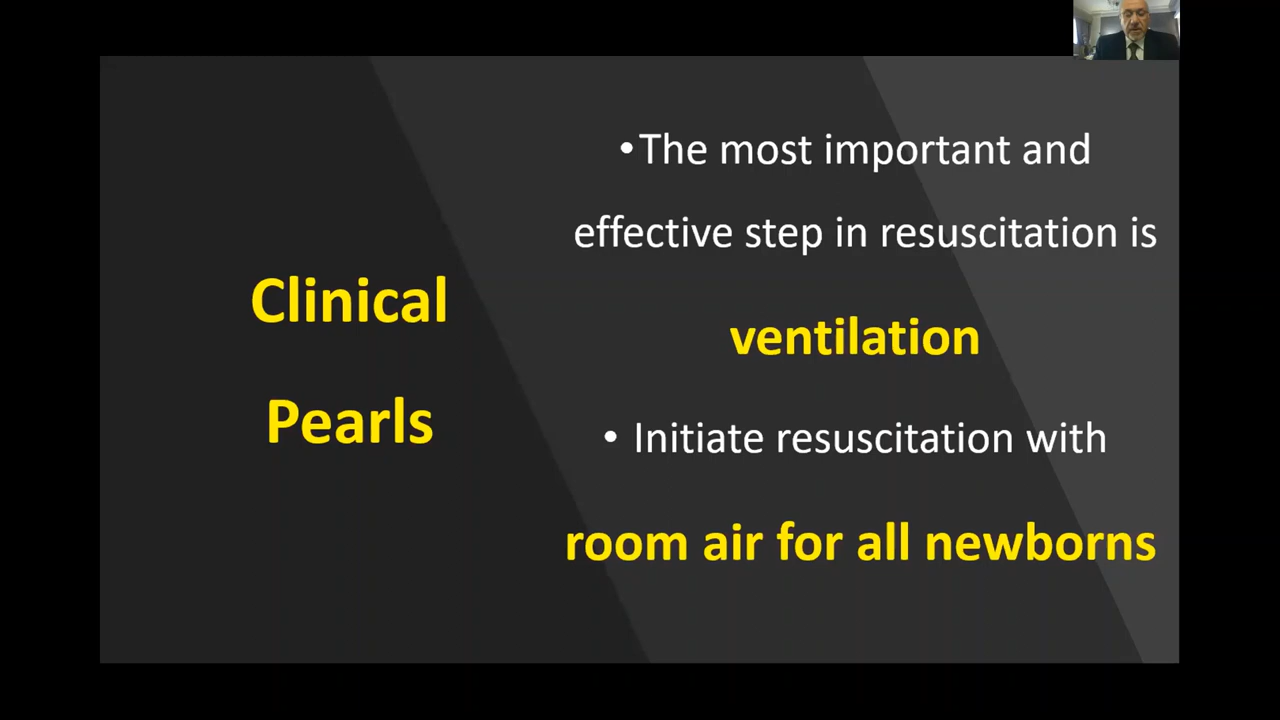 Clinical
Pearls
•The most important and
effective step in resuscitation is
ventilation
• Initiate resuscitation with
room air for all newborns